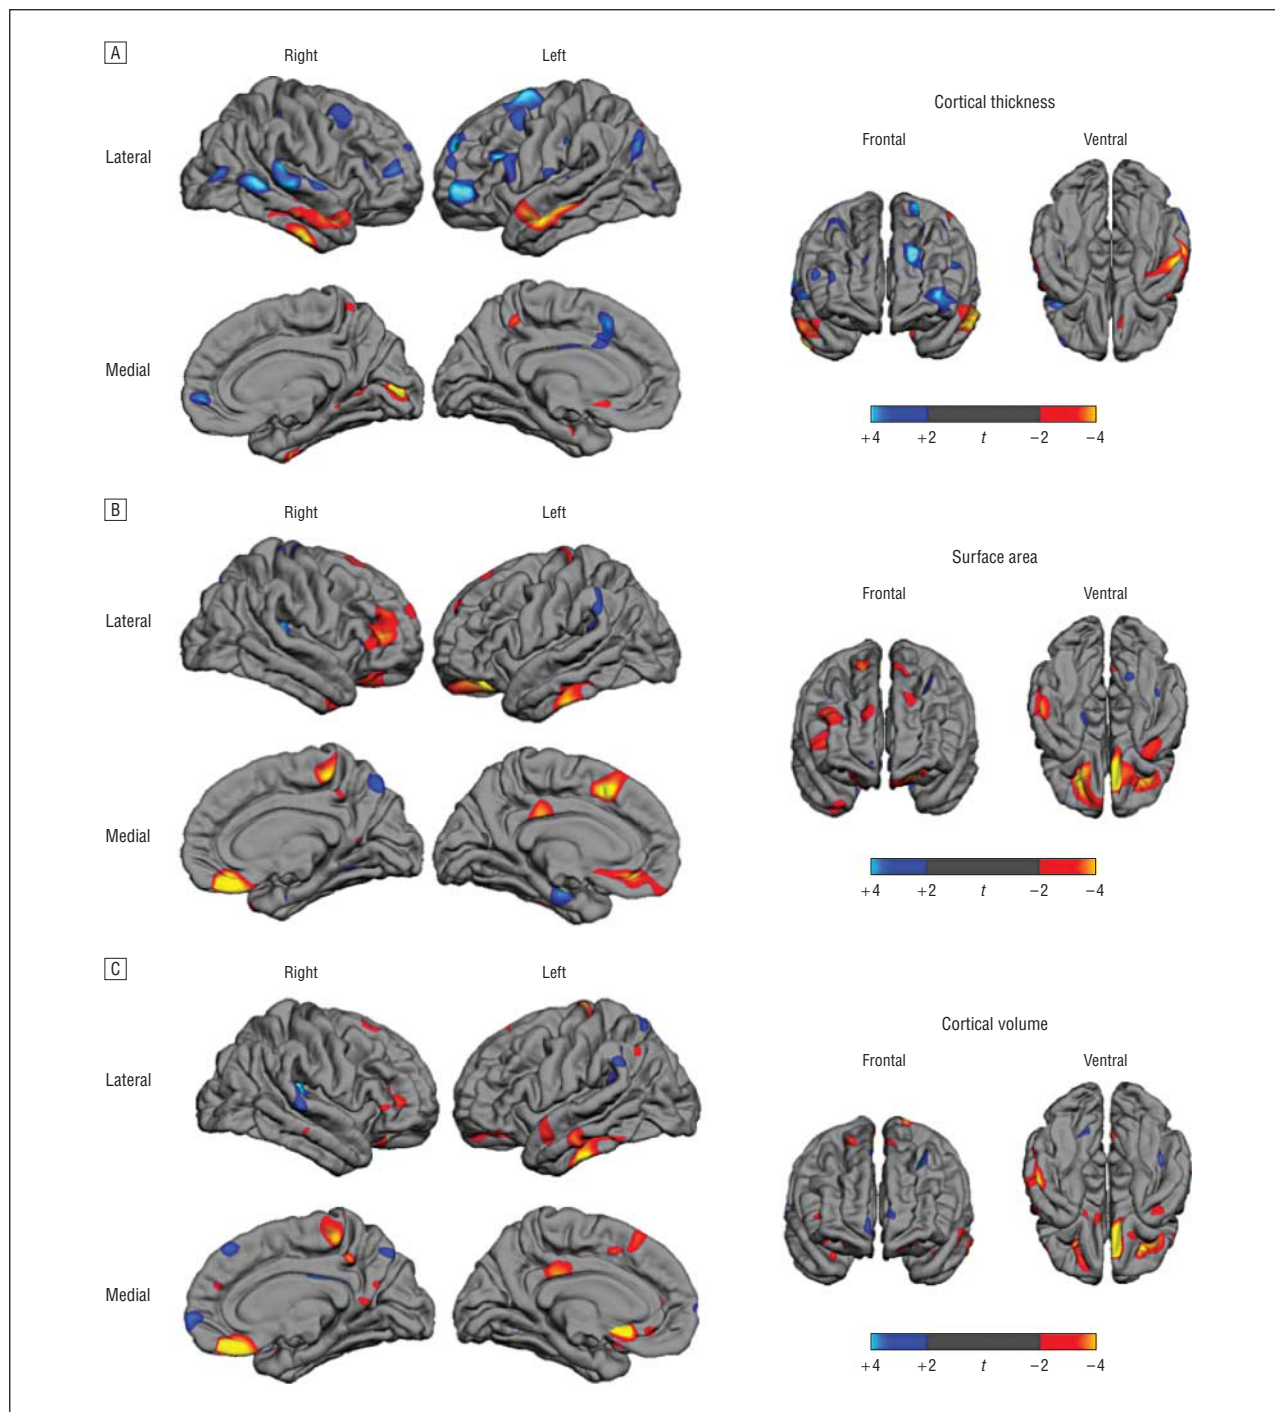 A
Right
Left
Lateral
Medial
Cortical thickness
Frontal
Ventral
+4 +2 t −2 −4
B
Right
Left
Lateral
Medial
Surface area
Frontal
Ventral
+4 +2 t −2 −4
C
Right
Left
Lateral
Medial
Cortical volume
Frontal
Ventral
+4 +2 t −2 −4